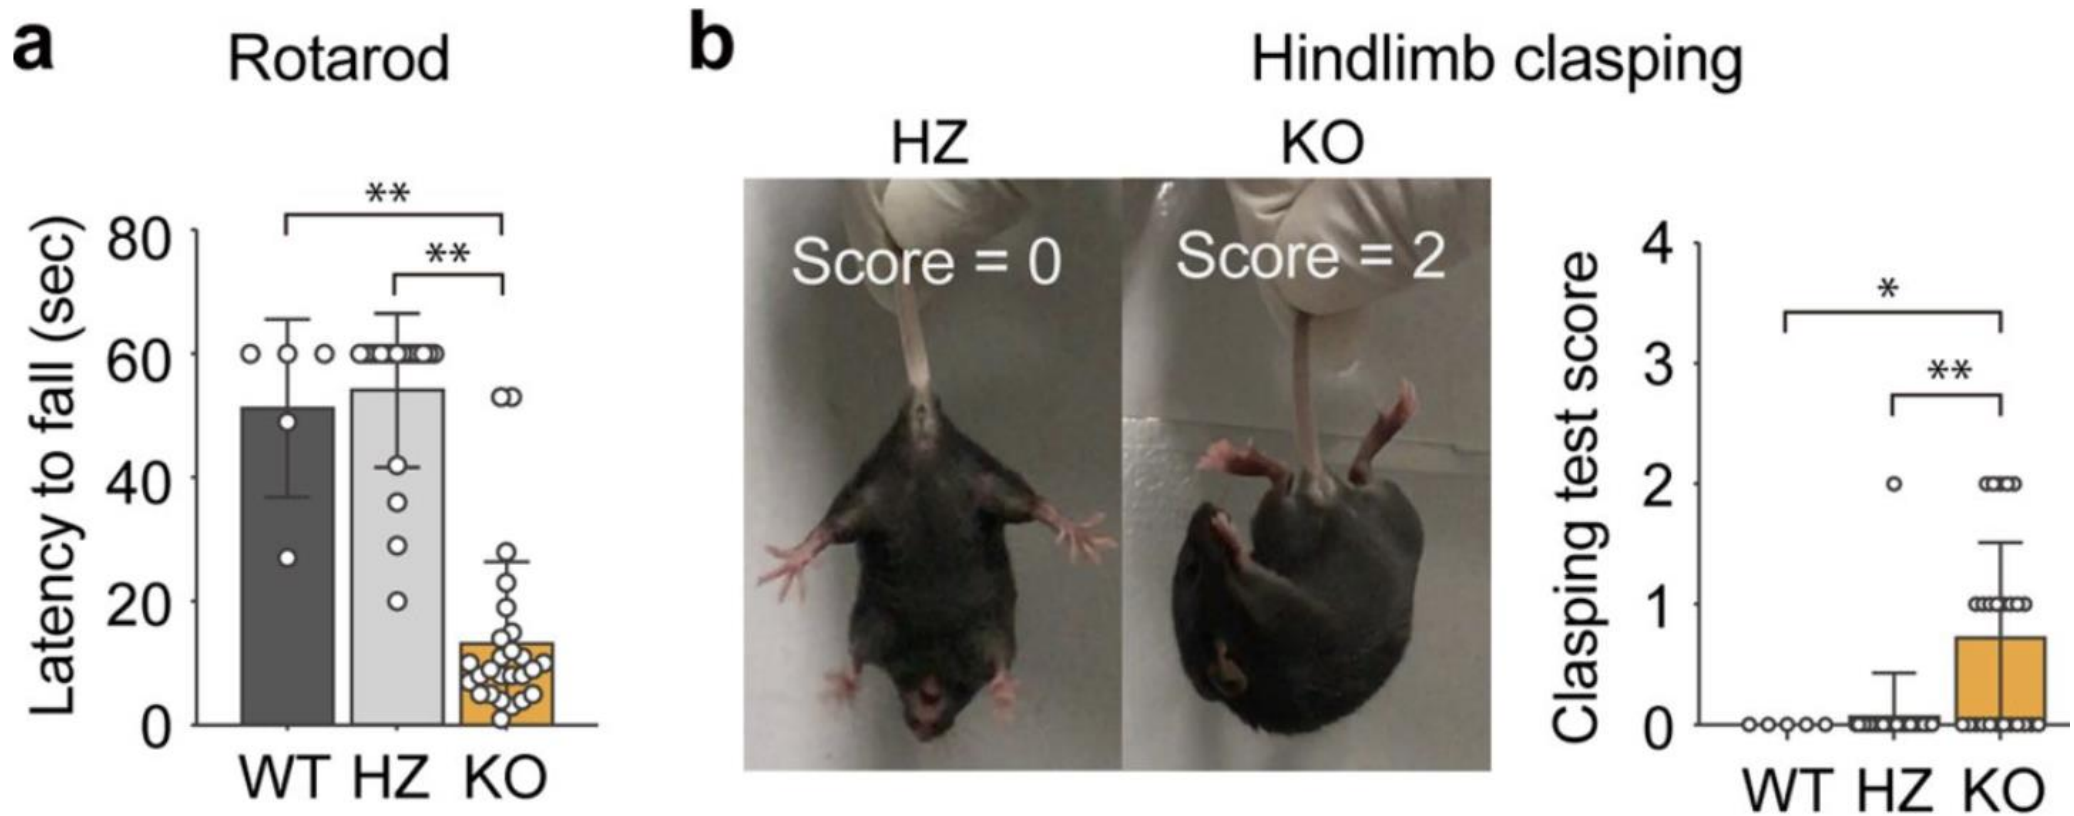 a
Rotarod
**
**
Latency to fall (sec)
80
60
40
20
0
WT HZ KO
b
Hindlimb clasping
HZ
KO
Score = 0
Score = 2
*
**
Clasping test score
4
3
2
1
0
WT HZ KO